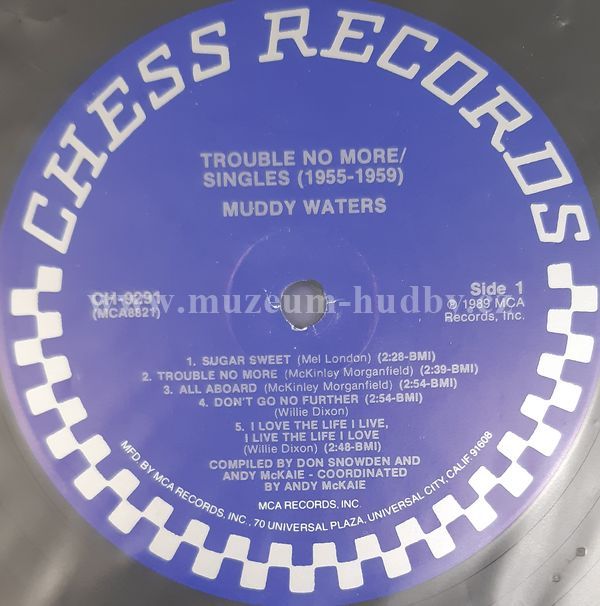 CHESS RECORDS
TROUBLE NO MORE/
SINGLES (1955-1959)
MUDDY WATERS
CH-9291
(MCA8821)
Side 1
℗ 1989 MCA
Records, Inc.
www.muzeum-hudby.cz
1. SUGAR SWEET (Mel London) (2:28-BMI)
2. TROUBLE NO MORE (McKinley Morganfield) (2:39-BMI)
3. ALL ABOARD (McKinley Morganfield) (2:54-BMI)
4. DON'T GO NO FURTHER (2:54-BMI)
(Willie Dixon)
5. I LOVE THE LIFE I LIVE,
I LIVE THE LIFE I LOVE
(Willie Dixon) (2:48-BMI)
COMPILED BY DON SNOWDEN AND
ANDY McKAIE - COORDINATED
BY ANDY McKAIE
MCA RECORDS, INC.
MFD. BY MCA RECORDS, INC., 70 UNIVERSAL PLAZA, UNIVERSAL CITY, CALIF. 91608